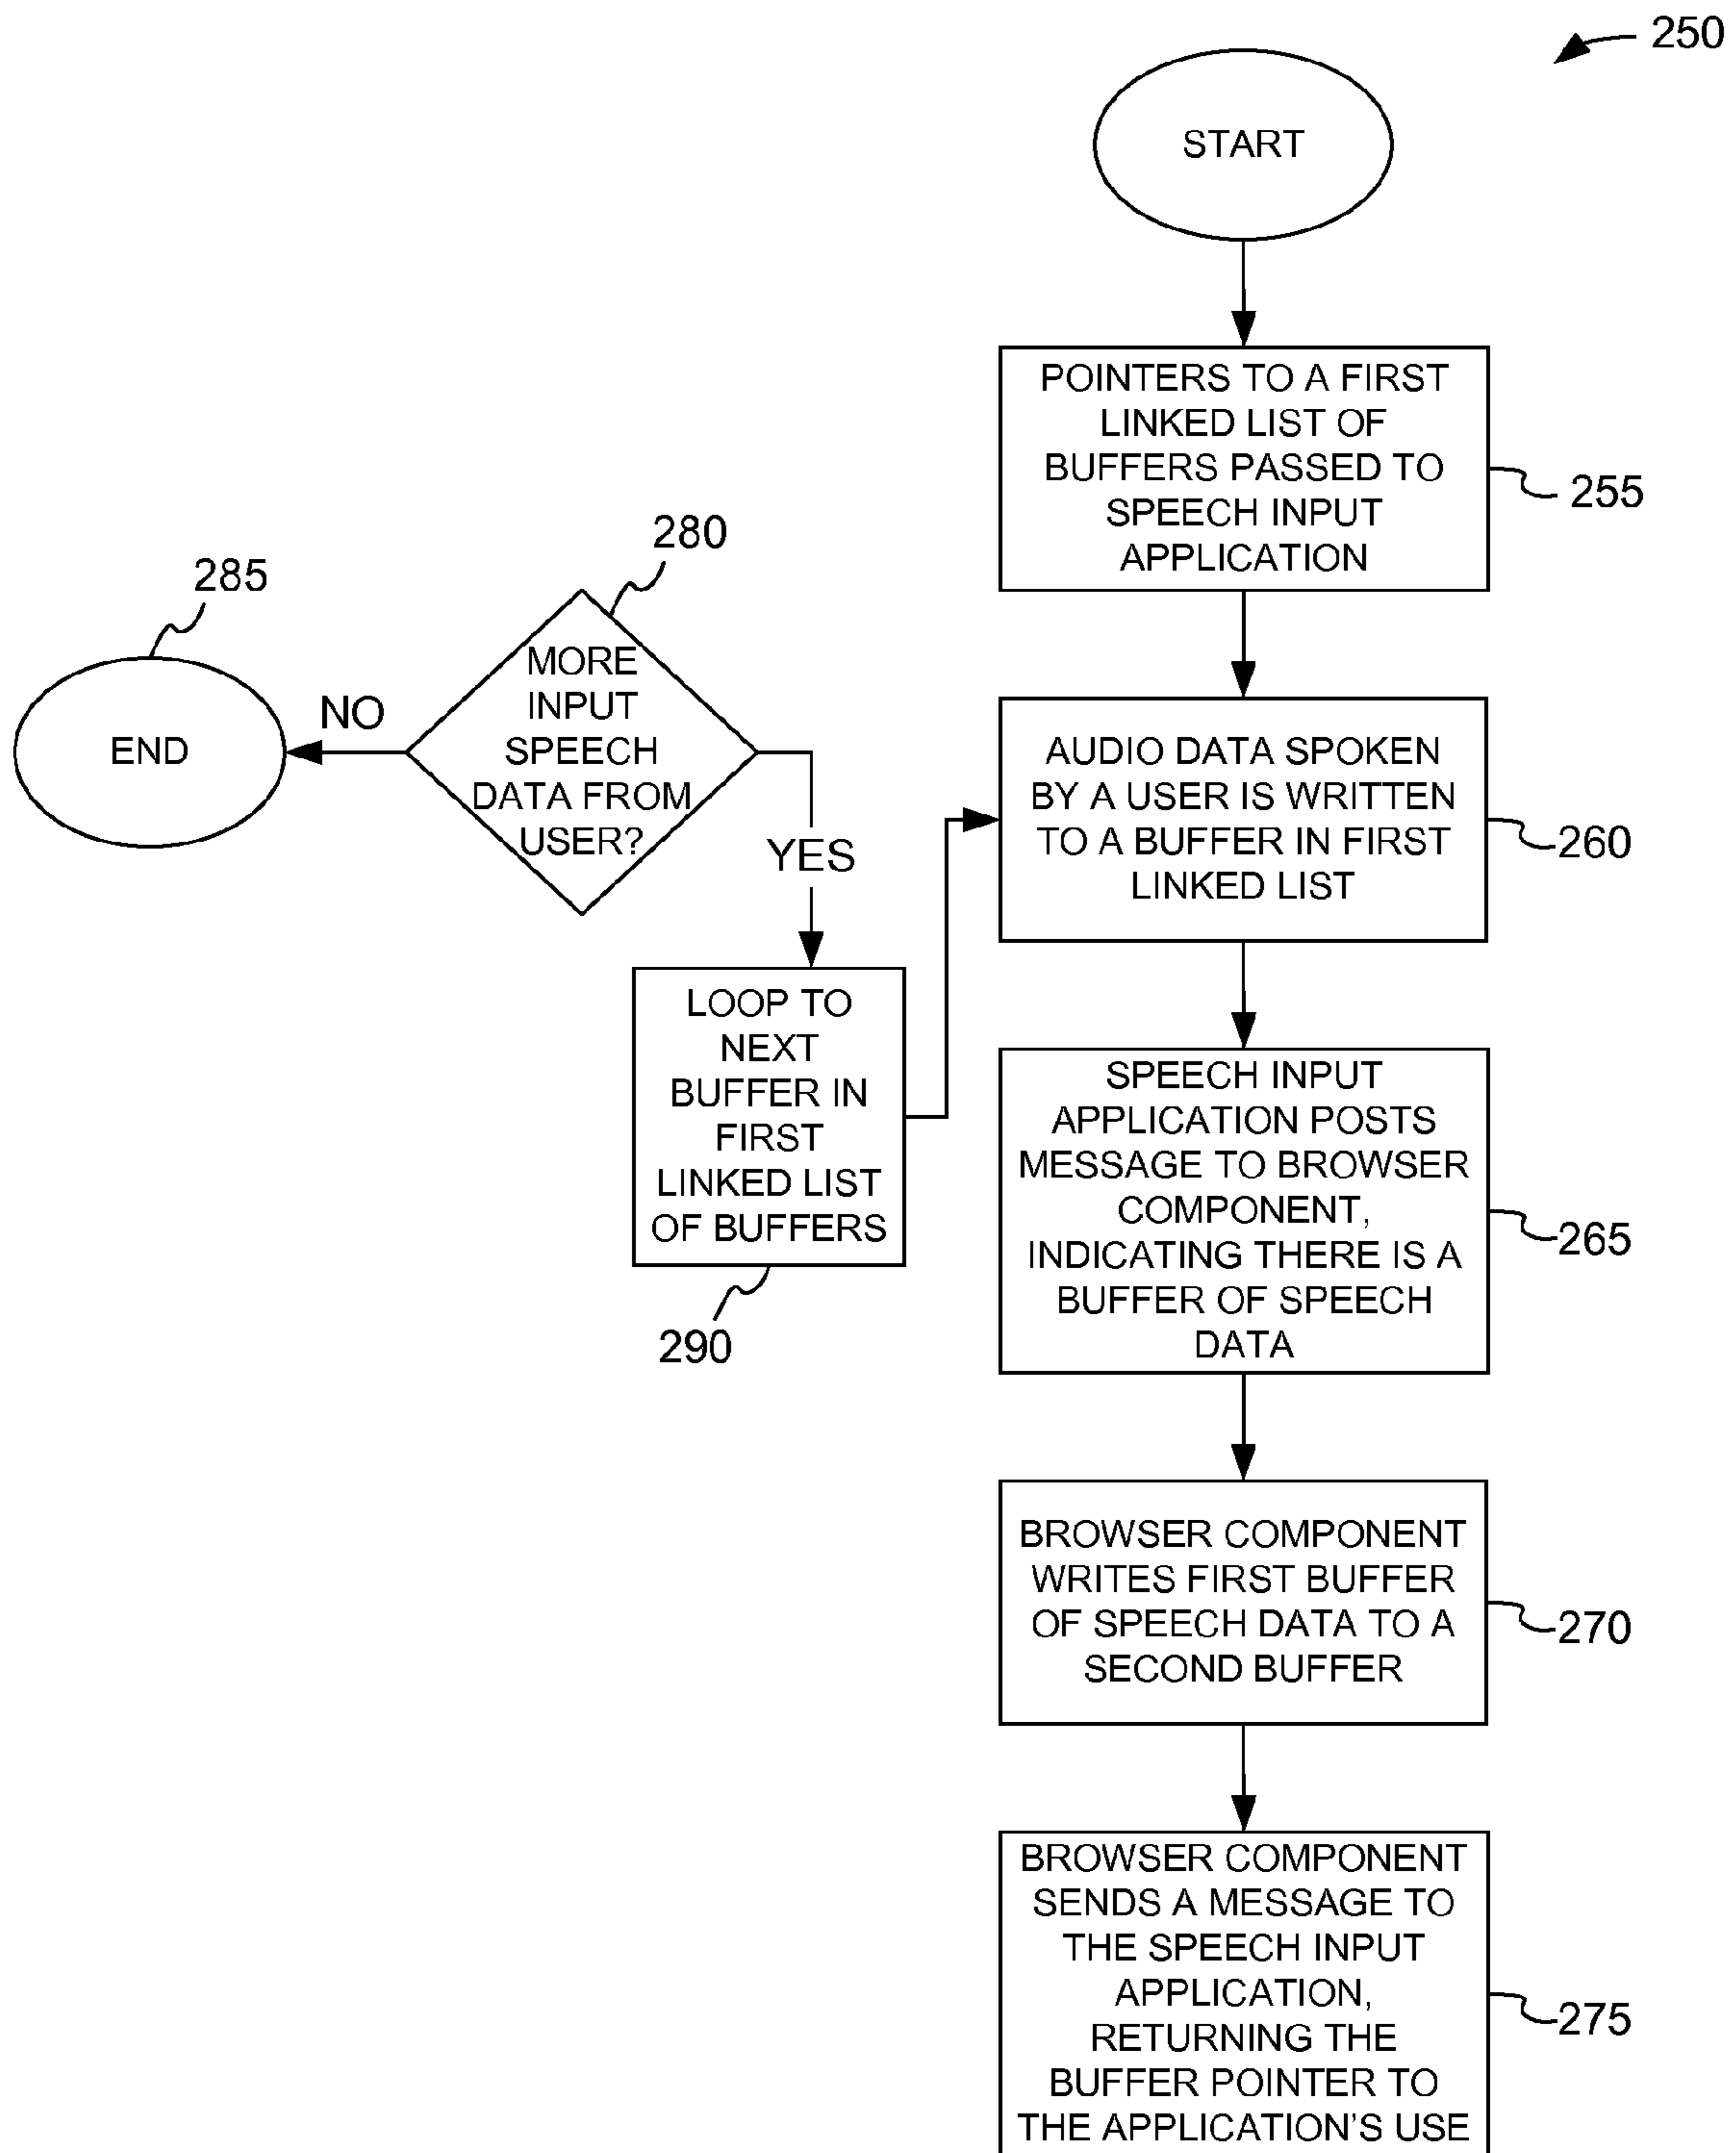 250
START
POINTERS TO A FIRST
LINKED LIST OF
BUFFERS PASSED TO
SPEECH INPUT
APPLICATION
255
AUDIO DATA SPOKEN
BY A USER IS WRITTEN
TO A BUFFER IN FIRST
LINKED LIST
260
SPEECH INPUT
APPLICATION POSTS
MESSAGE TO BROWSER
COMPONENT,
INDICATING THERE IS A
BUFFER OF SPEECH
DATA
265
BROWSER COMPONENT
WRITES FIRST BUFFER
OF SPEECH DATA TO A
SECOND BUFFER
270
BROWSER COMPONENT
SENDS A MESSAGE TO
THE SPEECH INPUT
APPLICATION,
RETURNING THE
BUFFER POINTER TO
THE APPLICATION'S USE
275
280
MORE
INPUT
SPEECH
DATA FROM
USER?
NO
285
END
YES
LOOP TO
NEXT
BUFFER IN
FIRST
LINKED LIST
OF BUFFERS
290